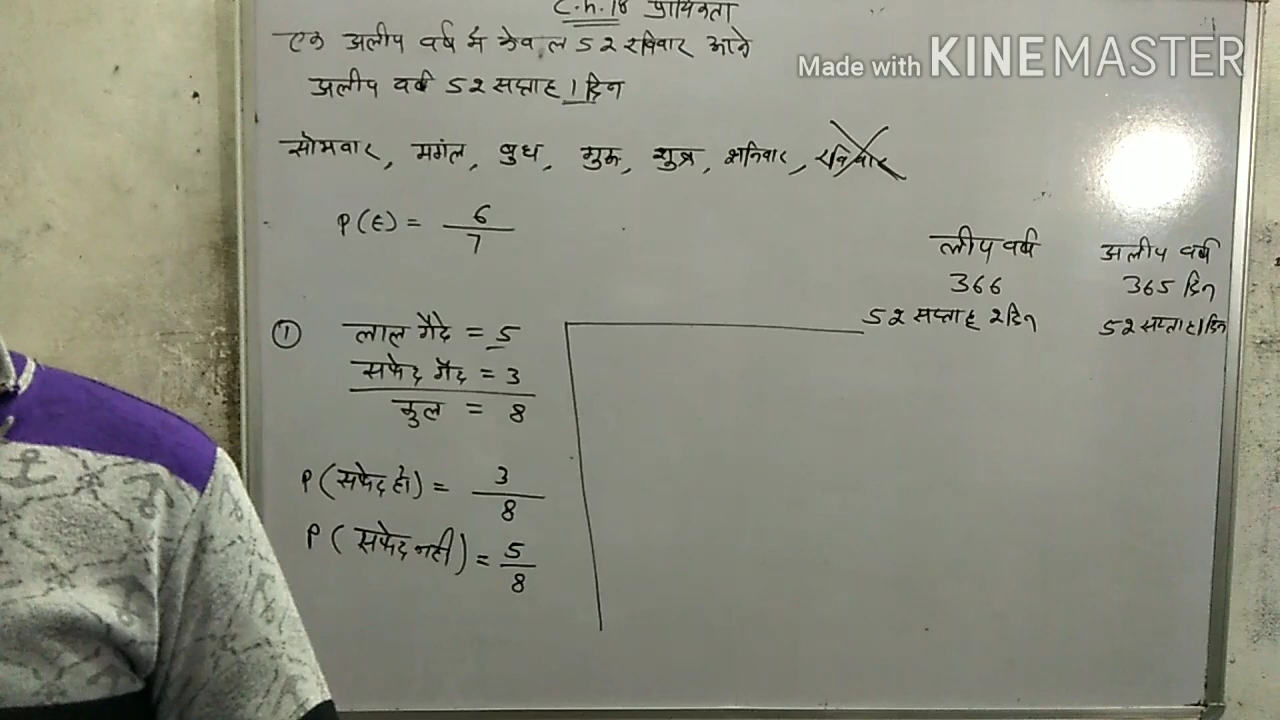 Ch. 18 प्रायिकता
एक अलीप वर्ष में केवल 52 रविवार आने
अलीप वर्ष 52 सप्ताह 1 दिन
सोमवार, मगंल, बुध, गुरू, शुक्र, शनिवार, रविवार
P(E) = 6/7
लीप वर्ष
366
52 सप्ताह 2 दिन
अलीप वर्ष
365 दिन
52 सप्ताह 1 दिन
① लाल गेंदे = 5
सफेद गेंद = 3
कुल = 8
P (सफेद हो) = 3/8
P (सफेद नही) = 5/8
Made with KINEMASTER